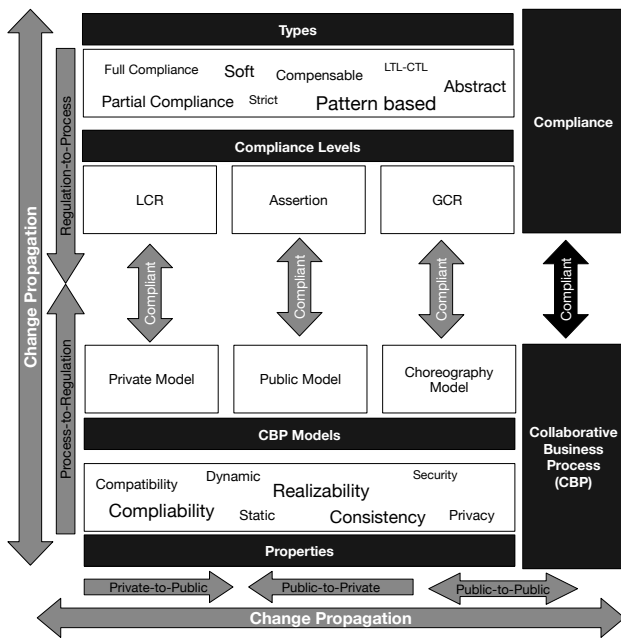 Types
Full Compliance
Soft
Compensable
LTL-CTL
Abstract
Partial Compliance
Strict
Pattern based
Compliance
Compliance Levels
LCR
Assertion
GCR
Change Propagation
Regulation-to-Process
Process-to-Regulation
Compliant
Compliant
Compliant
Compliant
Private Model
Public Model
Choreography
Model
CBP Models
Collaborative
Business
Process
(CBP)
Compatibility
Dynamic
Realizability
Security
Compliability
Static
Consistency
Privacy
Properties
Private-to-Public
Public-to-Private
Public-to-Public
Change Propagation